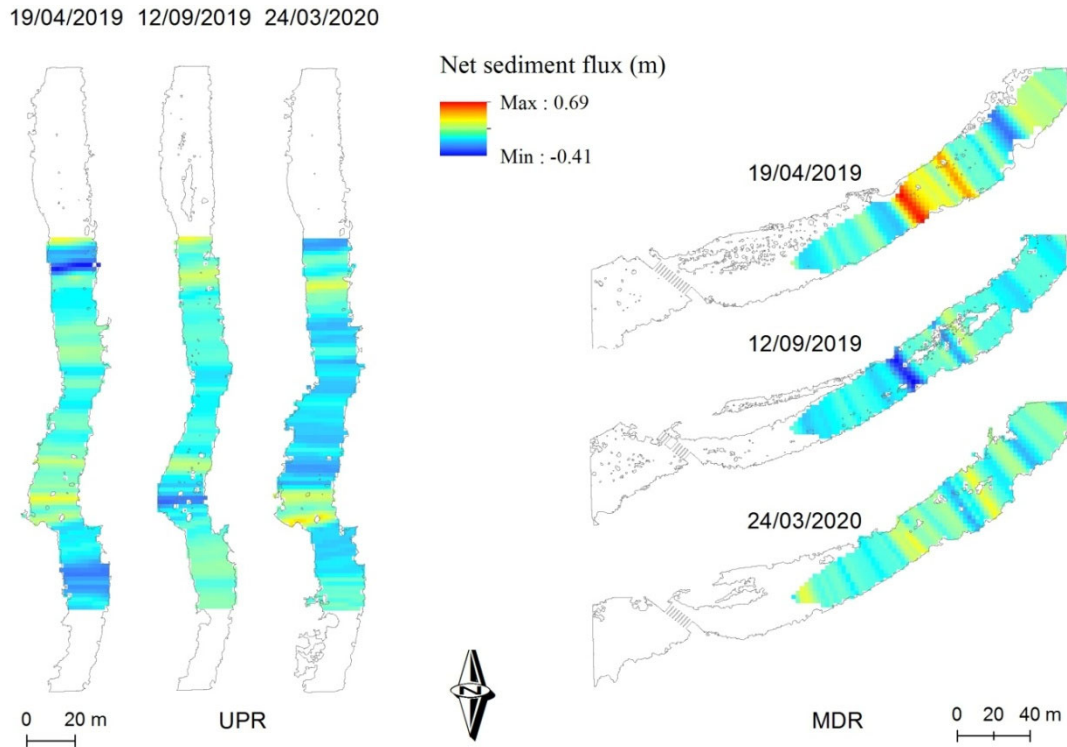 19/04/2019 12/09/2019 24/03/2020
Net sediment flux (m)
Max : 0.69
Min : -0.41
19/04/2019
12/09/2019
24/03/2020
N
0 20 m
UPR
MDR
0 20 40 m